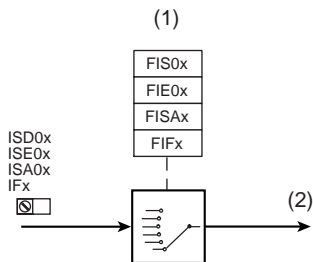 (1)
FIS0x
FIE0x
FISAx
FIFx
ISD0x
ISE0x
ISA0x
IFx
(2)